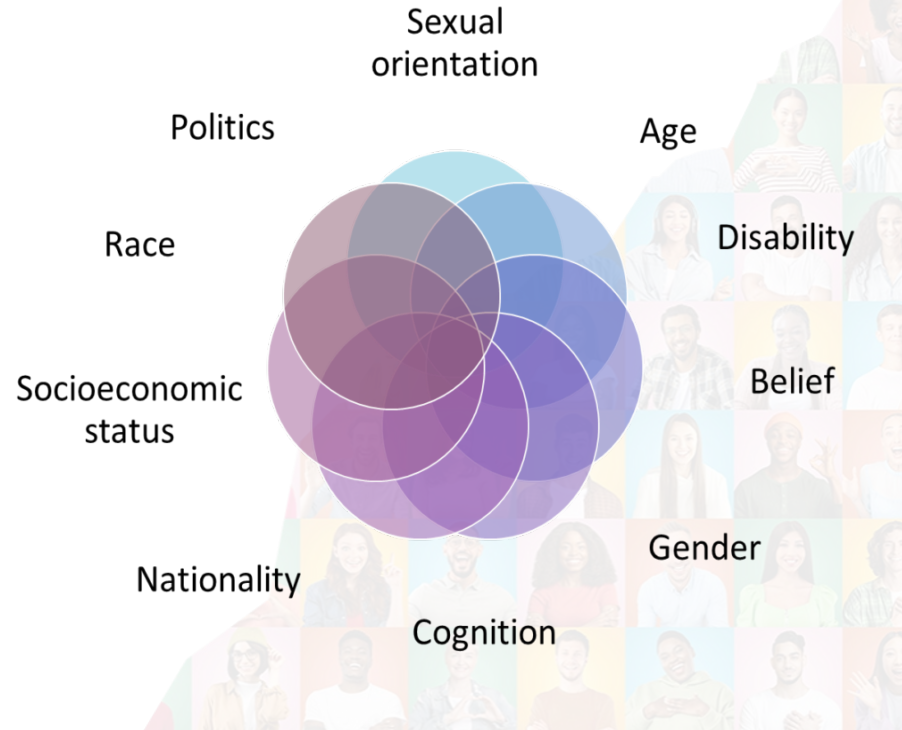 Sexual
orientation
Politics
Age
Race
Disability
Socioeconomic
status
Belief
Gender
Nationality
Cognition